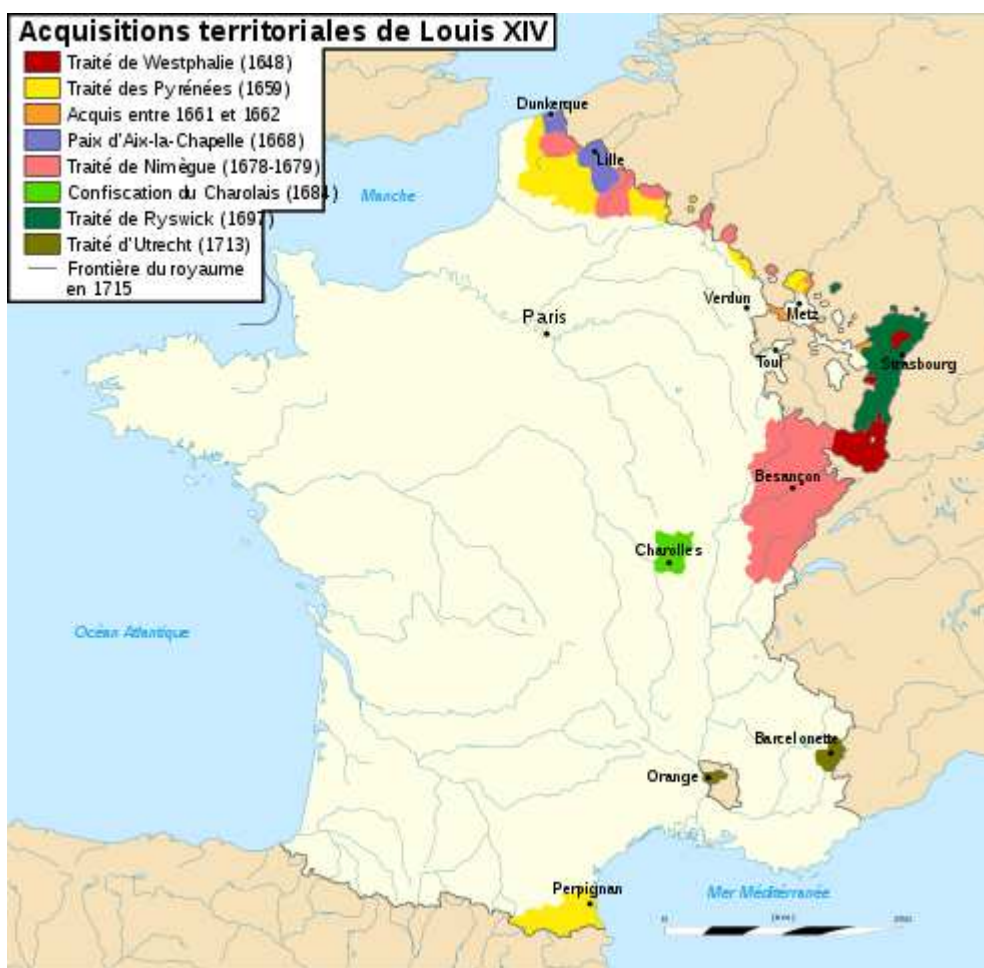 Acquisitions territoriales de Louis XIV
Traité de Westphalie (1648)
Traité des Pyrénées (1659)
Acquis entre 1661 et 1662
Paix d'Aix-la-Chapelle (1668)
Traité de Nimègue (1678-1679)
Confiscation du Charolais (1684)
Traité de Ryswick (1697)
Traité d'Utrecht (1713)
Frontière du royaume
en 1715
Dunkerque
Lille
Manche
Verdun
Metz
Paris
Toul
Strasbourg
Besançon
Charolles
Océan Atlantique
Barcelonette
Orange
Perpignan
Mer Méditerranée
0